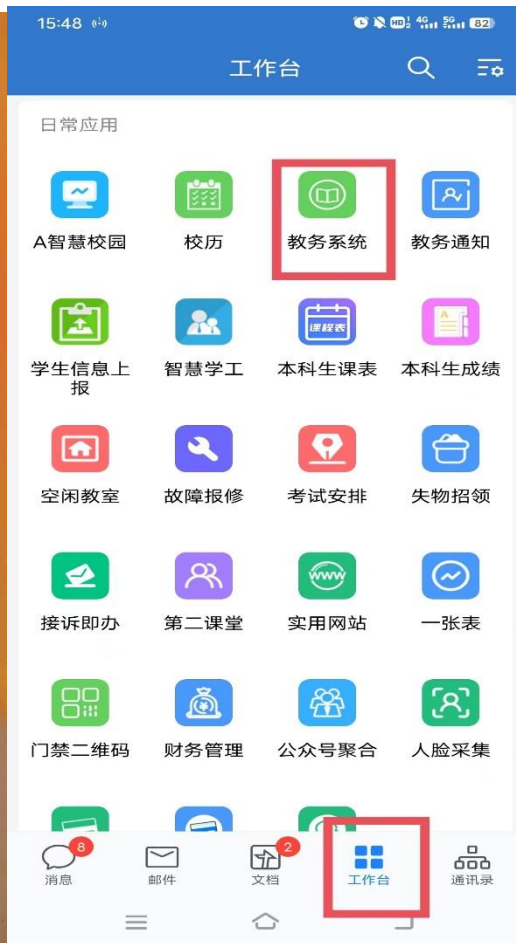 15:48 HD 1 2 4G 5G 82
工作台
日常应用
A智慧校园 校历 教务系统 教务通知
课程表
学生信息上 智慧学工 本科生课表 本科生成绩
报
空闲教室 故障报修 考试安排 失物招领
www
接诉即办 第二课堂 实用网站 一张表
门禁二维码 财务管理 公众号聚合 人脸采集
8 2
消息 邮件 文档 工作台 通讯录